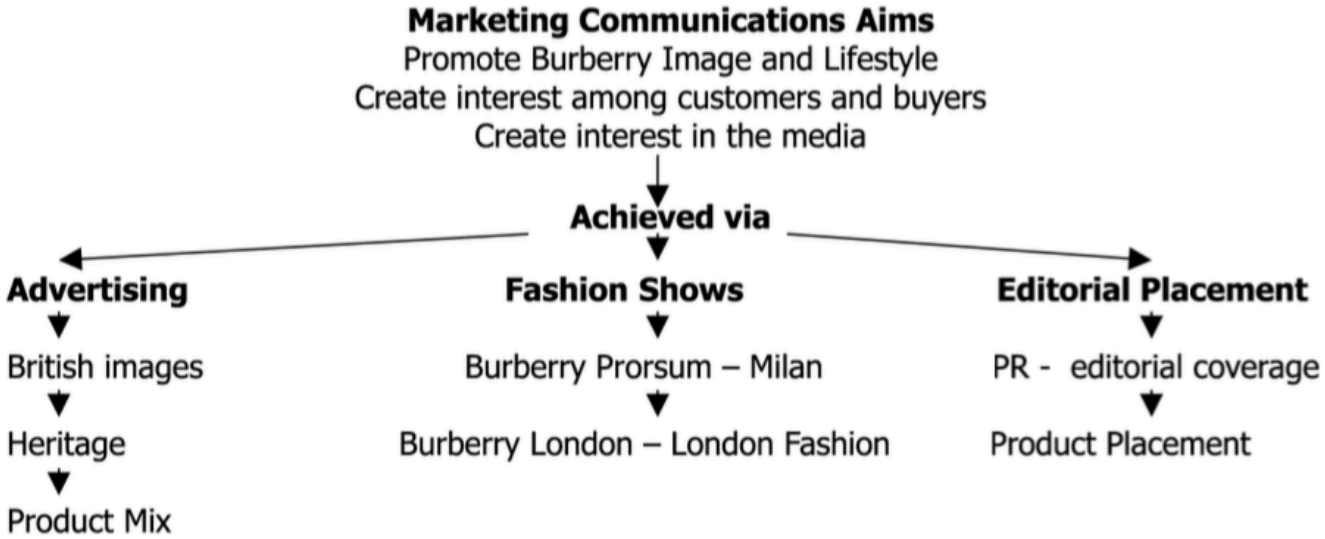 Marketing Communications Aims
Promote Burberry Image and Lifestyle
Create interest among customers and buyers
Create interest in the media
Achieved via
Advertising
British images
Heritage
Product Mix
Fashion Shows
Burberry Prorsum – Milan
Burberry London – London Fashion
Editorial Placement
PR - editorial coverage
Product Placement